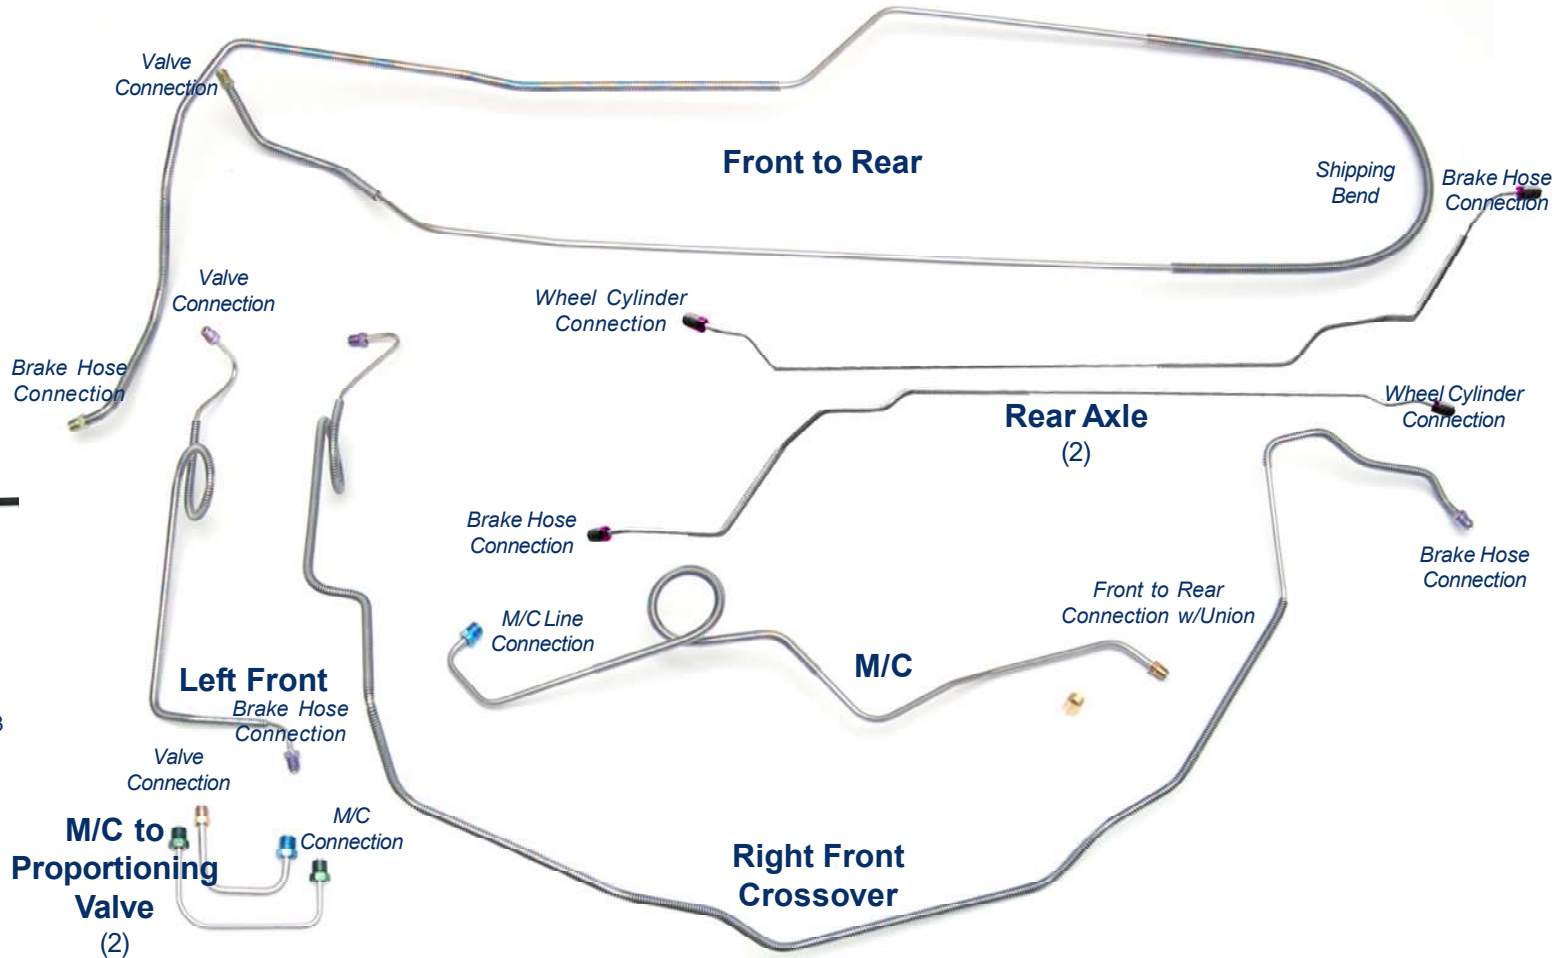 Valve
Connection
Front to Rear
Shipping
Bend
Brake Hose
Connection
Valve
Connection
Wheel Cylinder
Connection
Brake Hose
Connection
Wheel Cylinder
Connection
Rear Axle
(2)
Brake Hose
Connection
Brake Hose
Connection
Front to Rear
Connection w/Union
M/C Line
Connection
M/C
Left Front
Brake Hose
Connection
3
Valve
Connection
M/C
Connection
M/C to
Proportioning
Valve
(2)
Right Front
Crossover